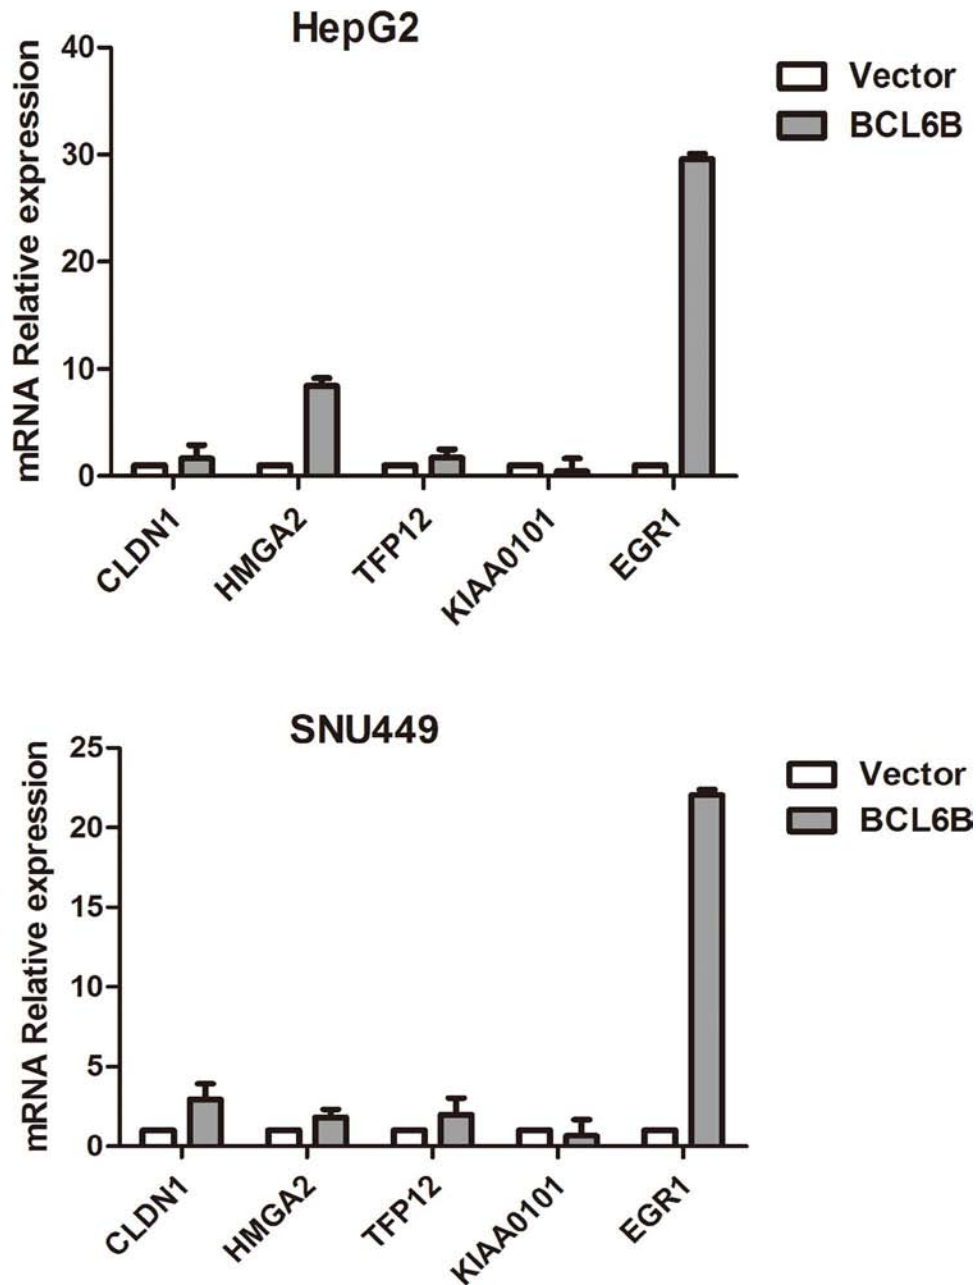 HepG2
mRNA Relative expression
40
30
20
10
0
Vector
BCL6B
CLDN1
HMGA2
TFP12
KIAA0101
EGR1
SNU449
mRNA Relative expression
25
20
15
10
5
0
Vector
BCL6B
CLDN1
HMGA2
TFP12
KIAA0101
EGR1